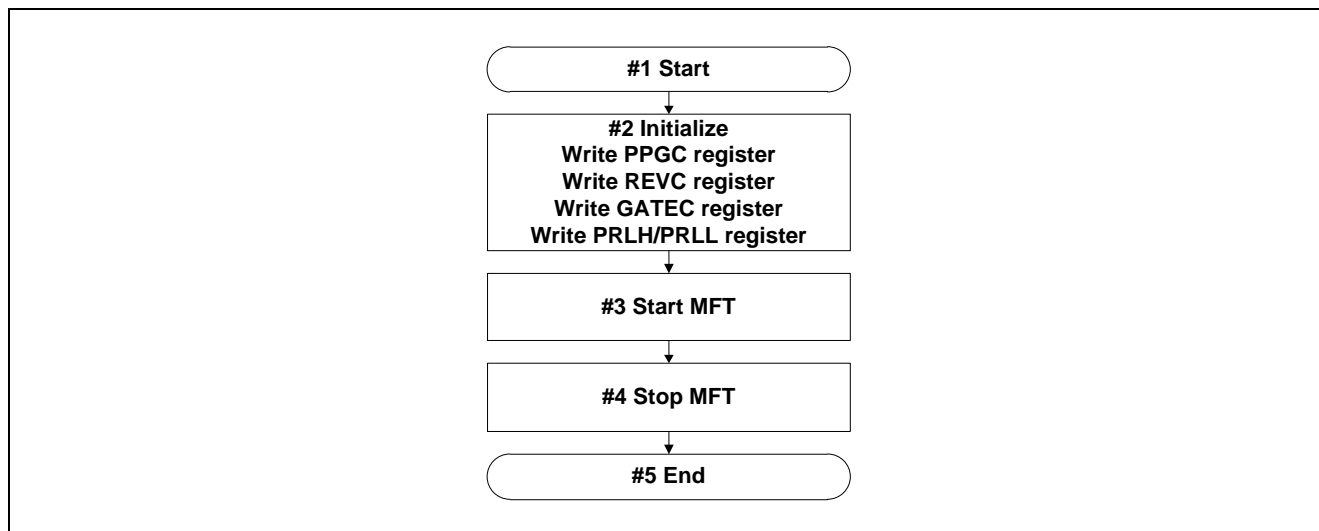 #1 Start
#2 Initialize
Write PPGC register
Write REVC register
Write GATEC register
Write PRLH/PRLL register
#3 Start MFT
#4 Stop MFT
#5 End